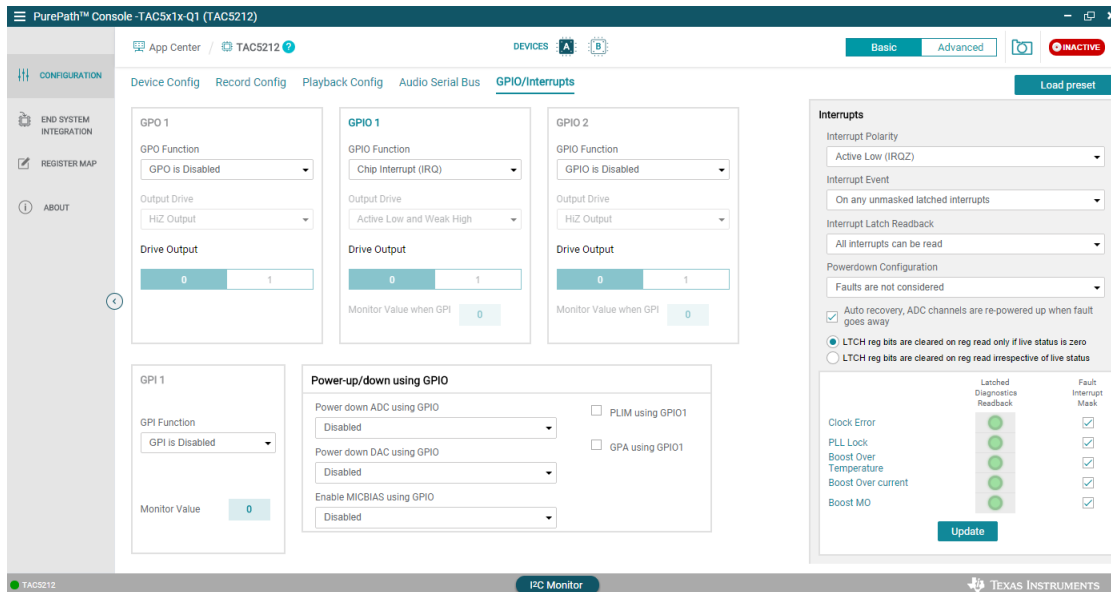 PurePath™ Console -TAC5x1x-Q1 (TAC5212)
App Center / TAC5212 ?
DEVICES A B
Basic Advanced
INACTIVE
CONFIGURATION
END SYSTEM
INTEGRATION
REGISTER MAP
ABOUT
Device Config Record Config Playback Config Audio Serial Bus GPIO/Interrupts
Load preset
GPO 1
GPO Function
GPO is Disabled
Output Drive
HiZ Output
Drive Output
0 1
GPIO 1
GPIO Function
Chip Interrupt (IRQ)
Output Drive
Active Low and Weak High
Drive Output
0 1
Monitor Value when GPI 0
GPIO 2
GPIO Function
GPIO is Disabled
Output Drive
HiZ Output
Drive Output
0 1
Monitor Value when GPI 0
GPI 1
GPI Function
GPI is Disabled
Monitor Value 0
Power-up/down using GPIO
Power down ADC using GPIO
Disabled
Power down DAC using GPIO
Disabled
Enable MICBIAS using GPIO
Disabled
PLIM using GPIO1
GPA using GPIO1
Interrupts
Interrupt Polarity
Active Low (IRQZ)
Interrupt Event
On any unmasked latched interrupts
Interrupt Latch Readback
All interrupts can be read
Powerdown Configuration
Faults are not considered
Auto recovery, ADC channels are re-powered up when fault
goes away
LTCH reg bits are cleared on reg read only if live status is zero
LTCH reg bits are cleared on reg read irrespective of live status
Latched
Diagnostics
Readback
Fault
Interrupt
Mask
Clock Error
PLL Lock
Boost Over
Temperature
Boost Over current
Boost MO
Update
TAC5212
I²C Monitor
TEXAS INSTRUMENTS